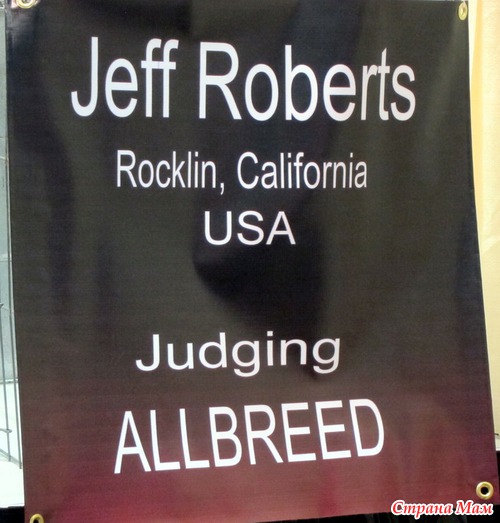 Jeff Roberts
Rocklin, California
USA
Judging
ALLBREED
Страна Мам